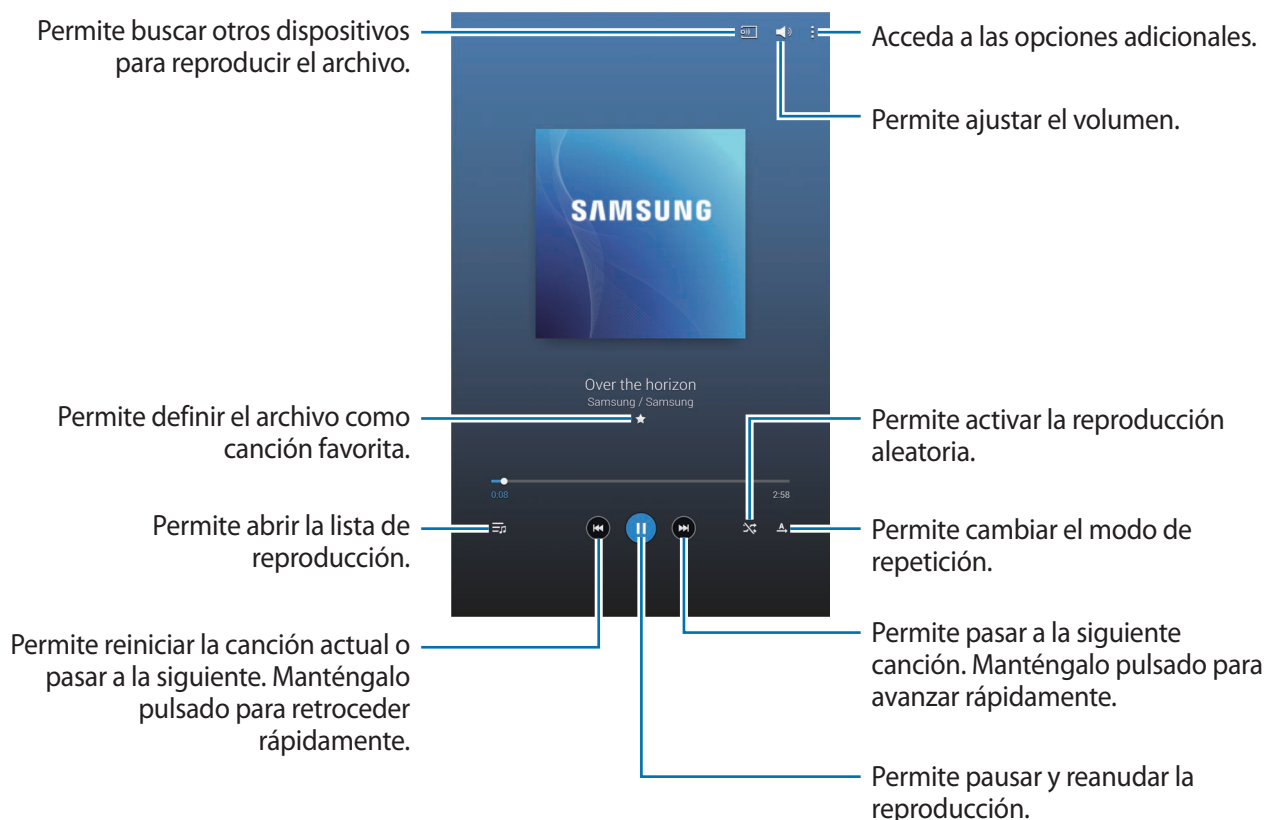 Permite buscar otros dispositivos
para reproducir el archivo.
Acceda a las opciones adicionales.
Permite ajustar el volumen.
SAMSUNG
Over the horizon
Samsung / Samsung
Permite definir el archivo como
canción favorita.
Permite activar la reproducción
aleatoria.
0:08
2:58
Permite abrir la lista de
reproducción.
A
Permite cambiar el modo de
repetición.
Permite reiniciar la canción actual o
pasar a la siguiente. Manténgalo
pulsado para retroceder
rápidamente.
Permite pasar a la siguiente
canción. Manténgalo pulsado para
avanzar rápidamente.
Permite pausar y reanudar la
reproducción.